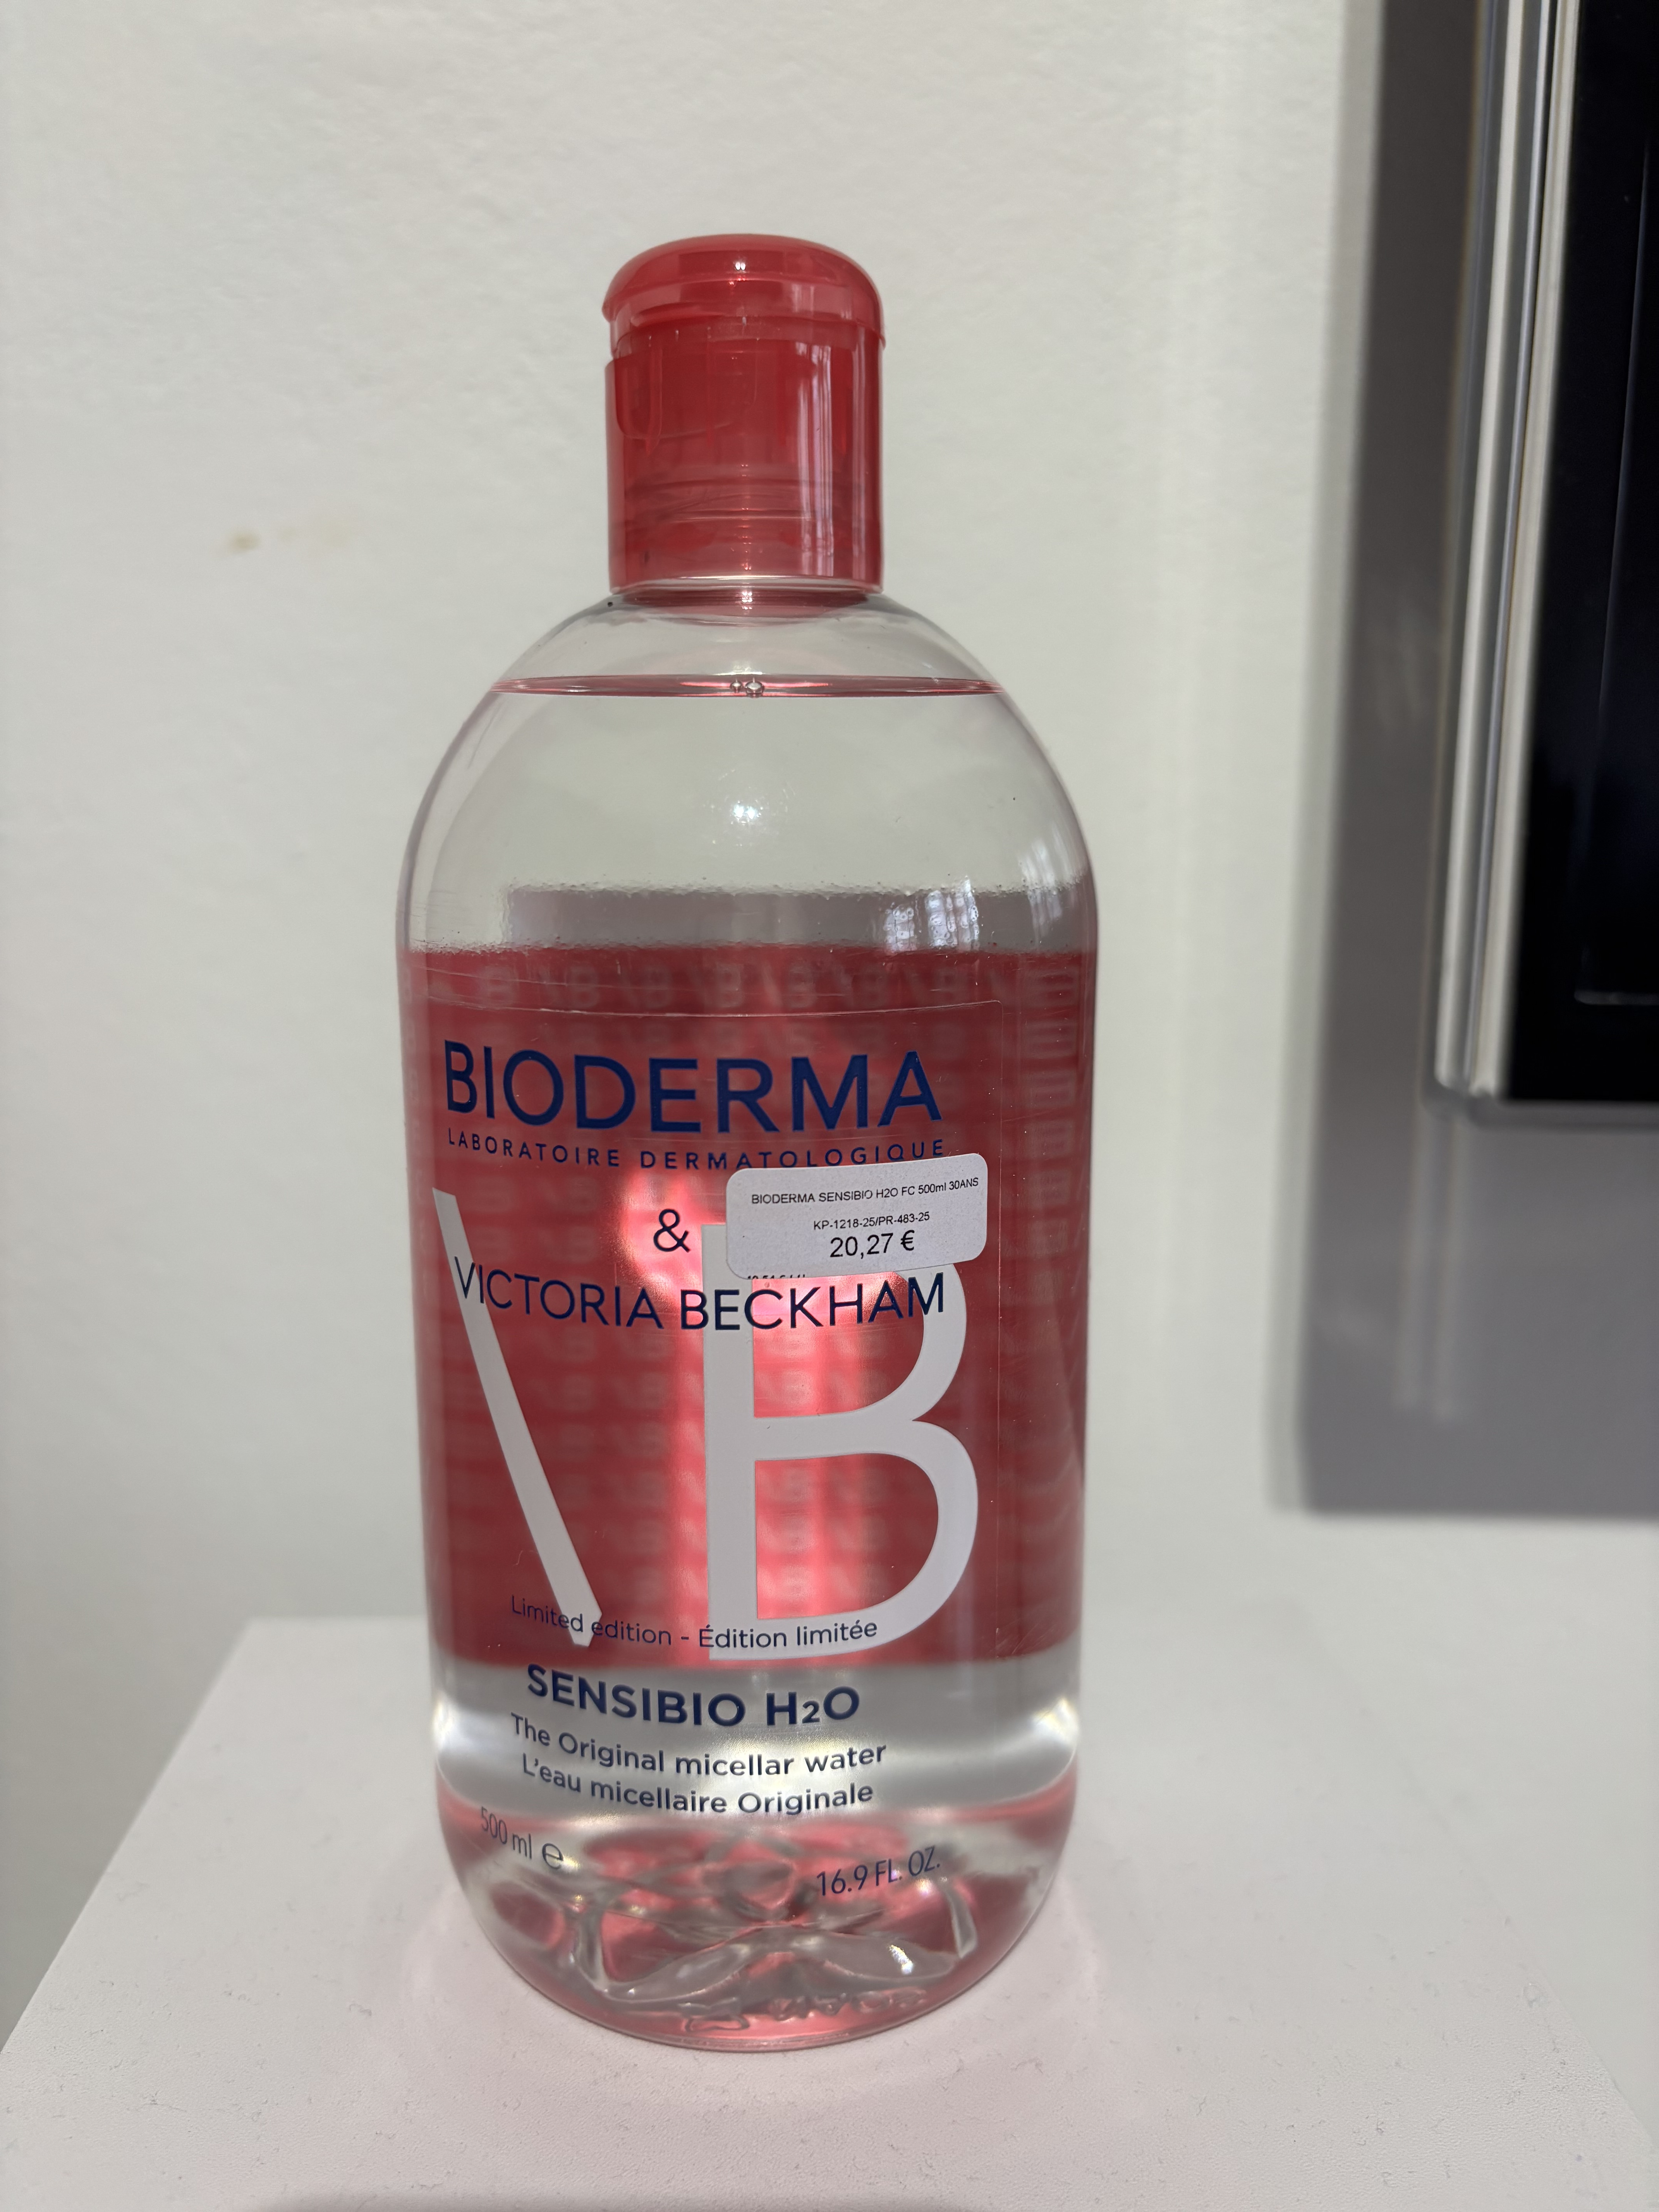 BIODERMA
LABORATOIRE DERMATOLOGIQUE
&
BIODERMA SENSIBIO H2O FC 500ml 30ANS
KP-1218-25/PR-483-25
20,27 €
VICTORIA BECKHAM
VB
Limited edition - Édition limitée
SENSIBIO H2O
The Original micellar water
L'eau micellaire Originale
500 ml ℮
16.9 FL. OZ.